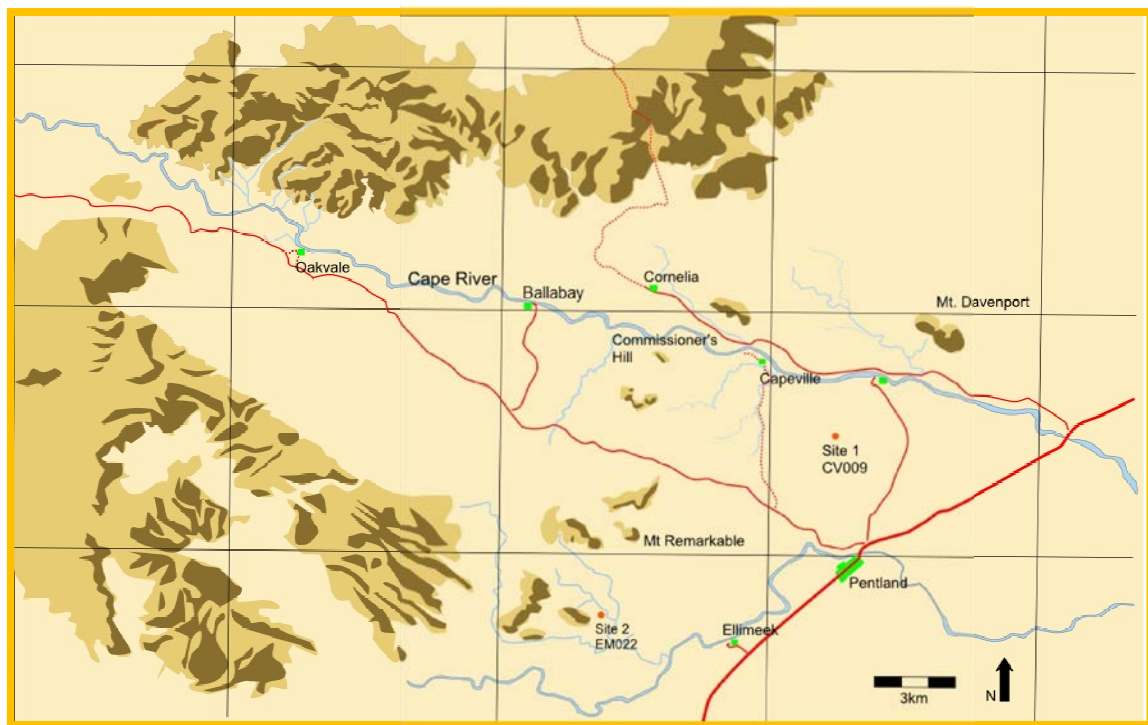 Oakvale
Cape River
Ballabay
Cornelia
Mt. Davenport
Commissioner's
Hill
Capeville
Site 1
CV009
Mt Remarkable
Pentland
Site 2
EM022
Ellimeek
3km
N